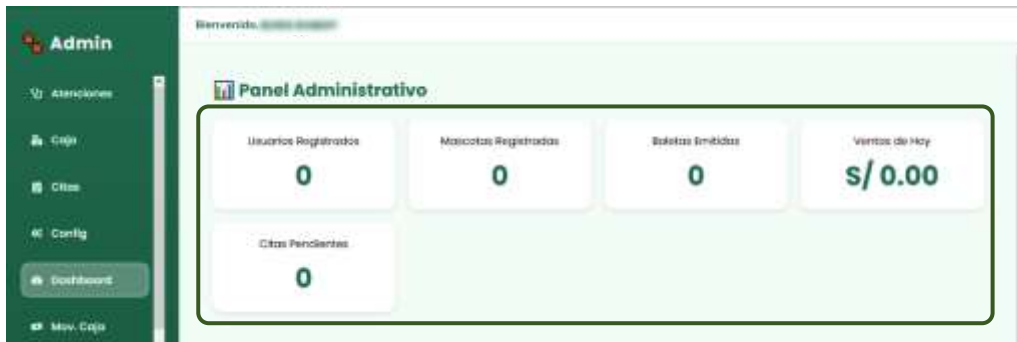 Admin
Atenciones
Caja
Citas
Config
Dashboard
Mov. Caja
Bienvenido,
Panel Administrativo
Usuarios Registrados
0
Mascotas Registradas
0
Boletas Emitidas
0
Ventas de Hoy
S/ 0.00
Citas Pendientes
0